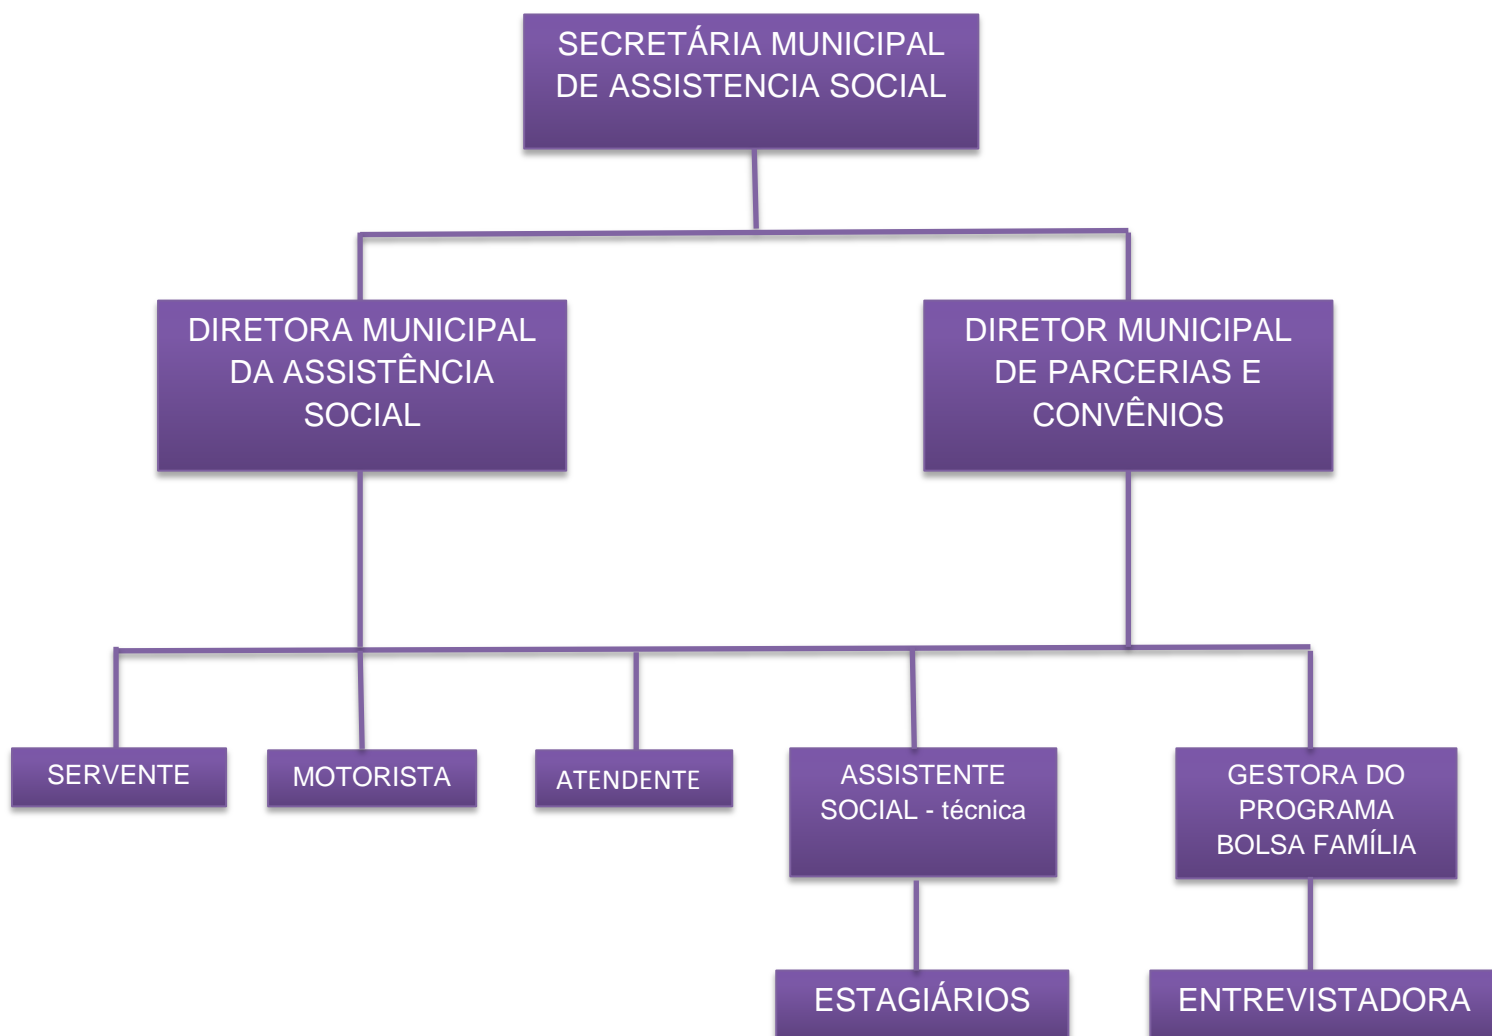 SECRETÁRIA MUNICIPAL
DE ASSISTENCIA SOCIAL
DIRETORA MUNICIPAL
DA ASSISTÊNCIA
SOCIAL
DIRETOR MUNICIPAL
DE PARCERIAS E
CONVÊNIOS
SERVENTE
MOTORISTA
ATENDENTE
ASSISTENTE
SOCIAL - técnica
GESTORA DO
PROGRAMA
BOLSA FAMÍLIA
ESTAGIÁRIOS
ENTREVISTADORA